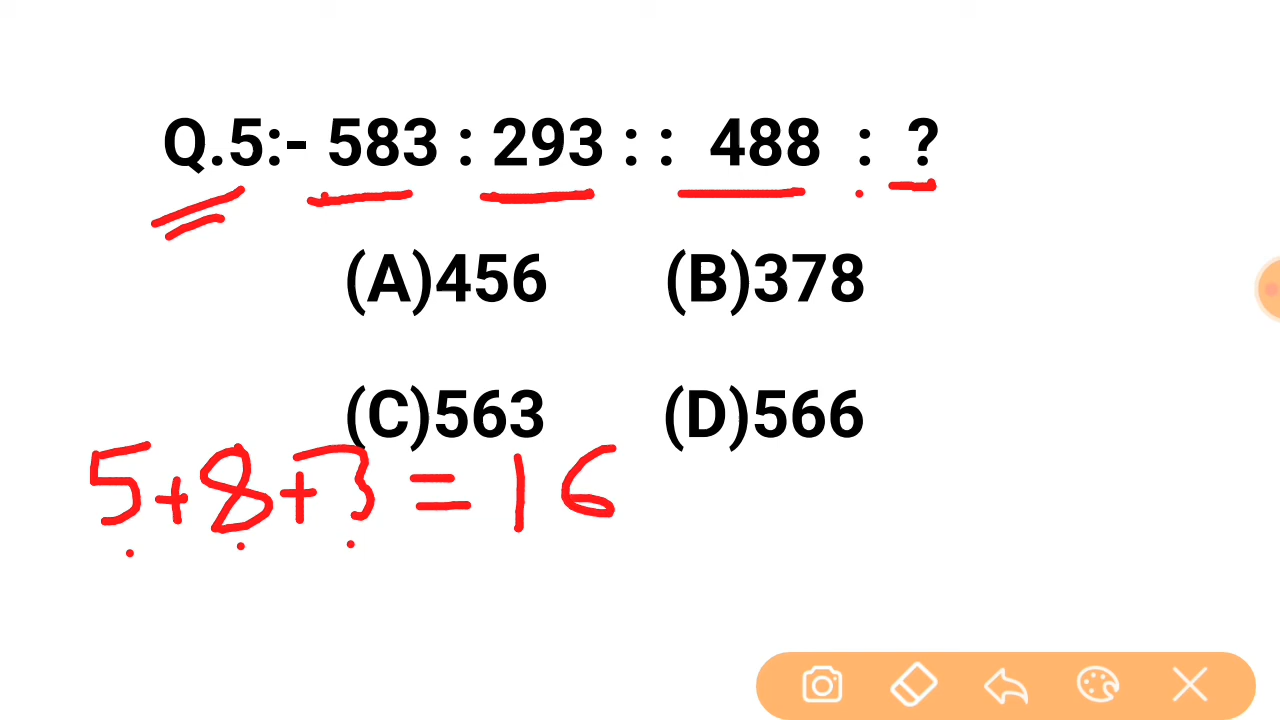 Q.5:- 583 : 293 : : 488 : ?
(A)456 (B)378
(C)563 (D)566
5+8+3=16